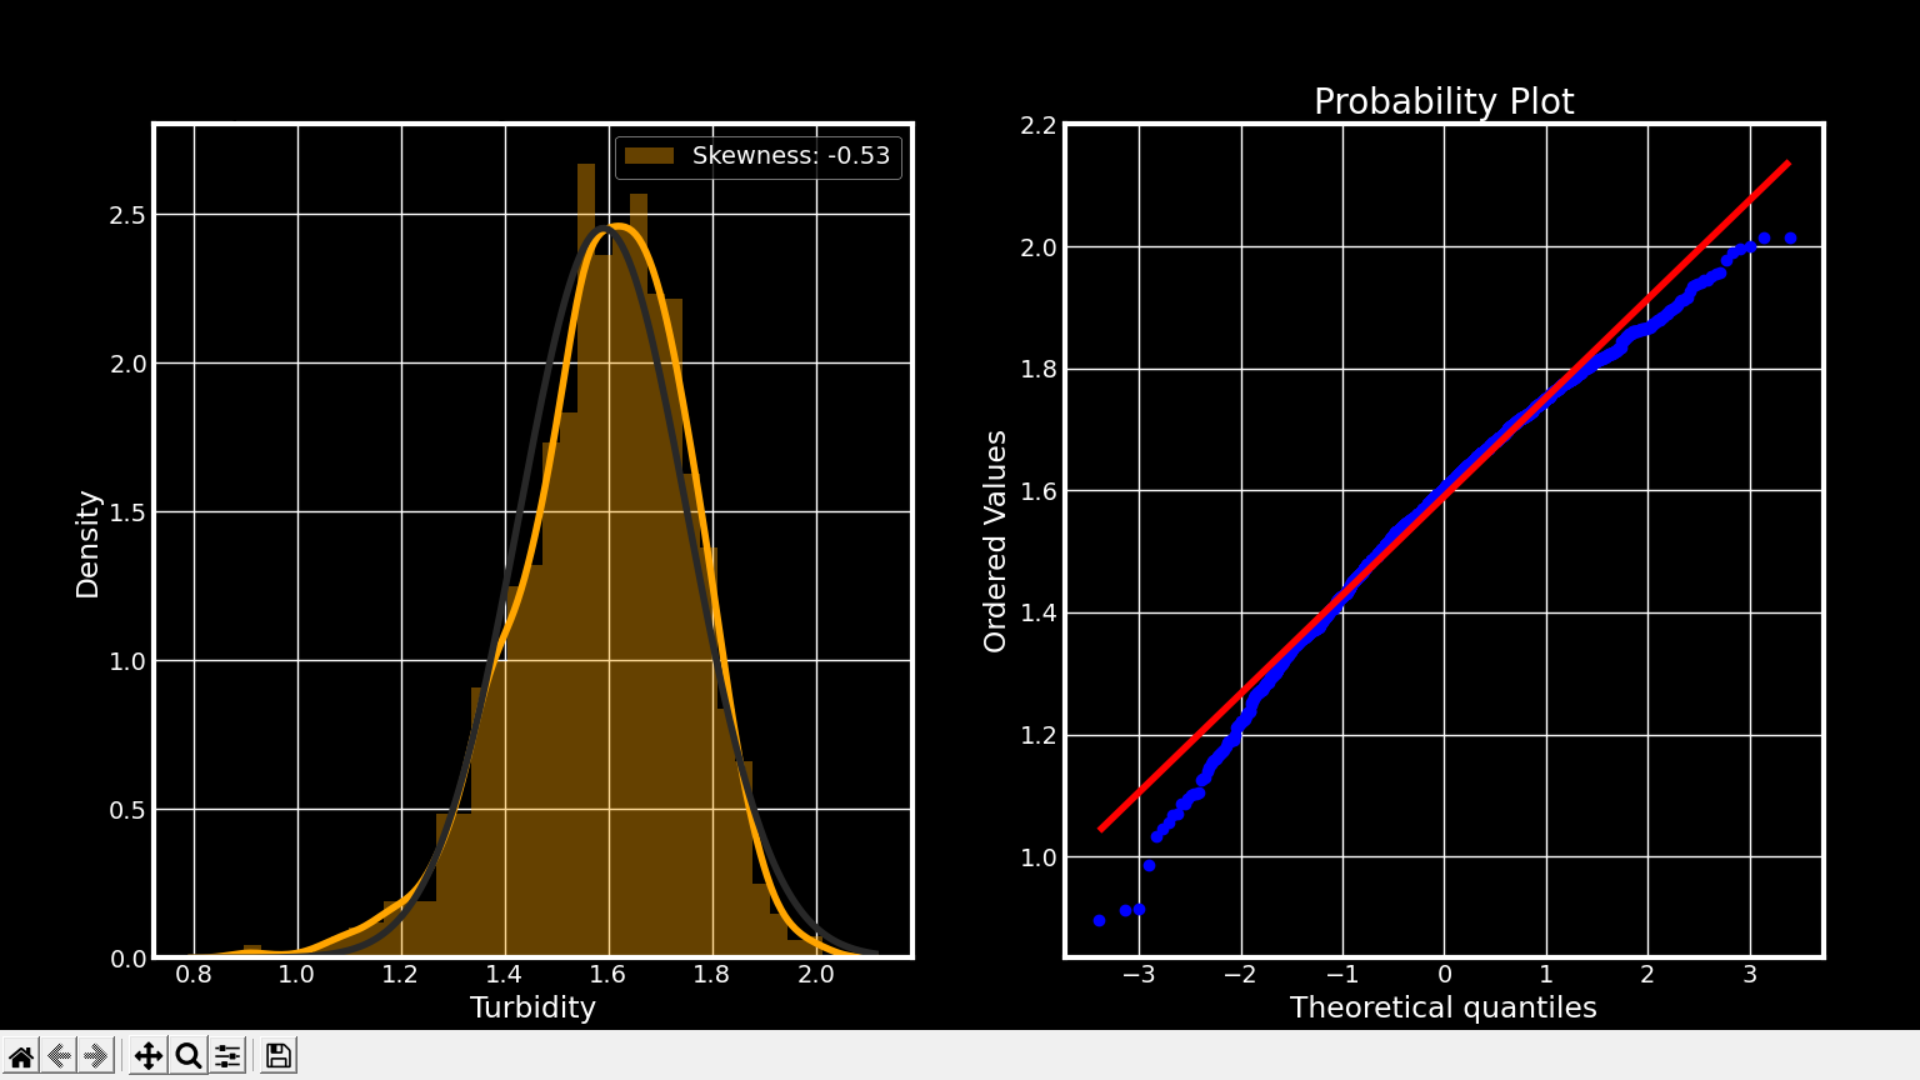 Skewness: -0.53
2.5
2.0
1.5
1.0
0.5
0.0
Density
0.8 1.0 1.2 1.4 1.6 1.8 2.0
Turbidity
Probability Plot
2.2
2.0
1.8
1.6
1.4
1.2
1.0
Ordered Values
−3 −2 −1 0 1 2 3
Theoretical quantiles